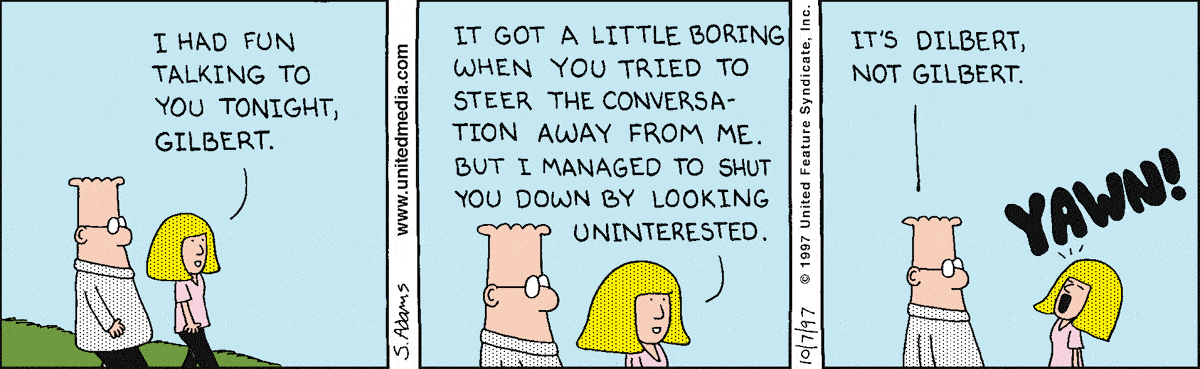 I HAD FUN
TALKING TO
YOU TONIGHT,
GILBERT.
S. Adams
www.unitedmedia.com
IT GOT A LITTLE BORING
WHEN YOU TRIED TO
STEER THE CONVERSA-
TION AWAY FROM ME.
BUT I MANAGED TO SHUT
YOU DOWN BY LOOKING
UNINTERESTED.
10/7/97 © 1997 United Feature Syndicate, Inc.
IT'S DILBERT,
NOT GILBERT.
YAWN!